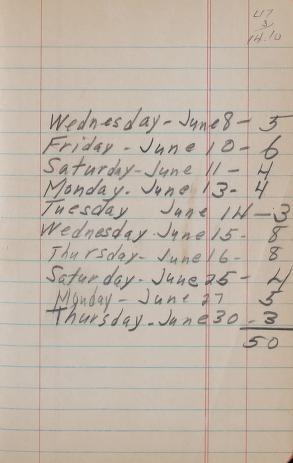 47
3
14.10
Wednesday - June 8 - 5
Friday - June 10 - 6
Saturday - June 11 - 4
Monday - June 13 - 4
Tuesday June 14 - 3
Wednesday - June 15 - 8
Thursday - June 16 - 8
Saturday - June 25 - 4
Monday - June 27 5
Thursday - June 30 - 3
50